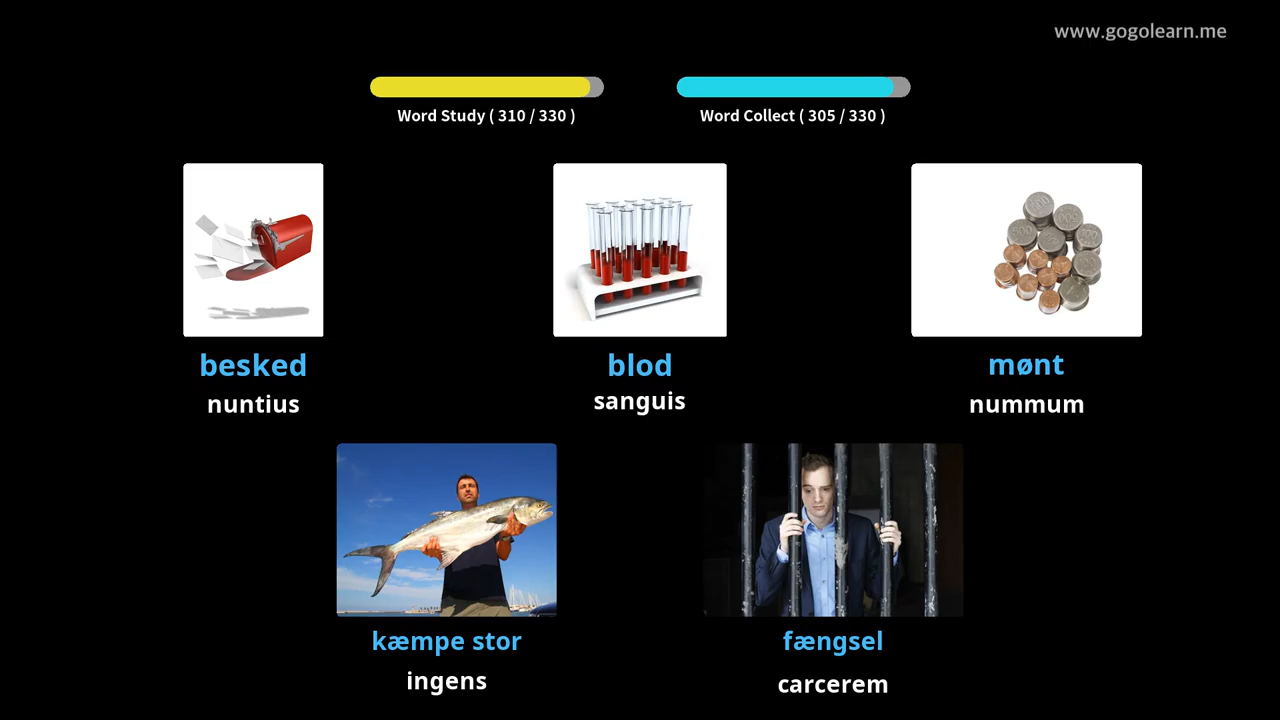 www.gogolearn.me
Word Study ( 310 / 330 )
Word Collect ( 305 / 330 )
besked
nuntius
blod
sanguis
mønt
nummum
kæmpe stor
ingens
fængsel
carcerem